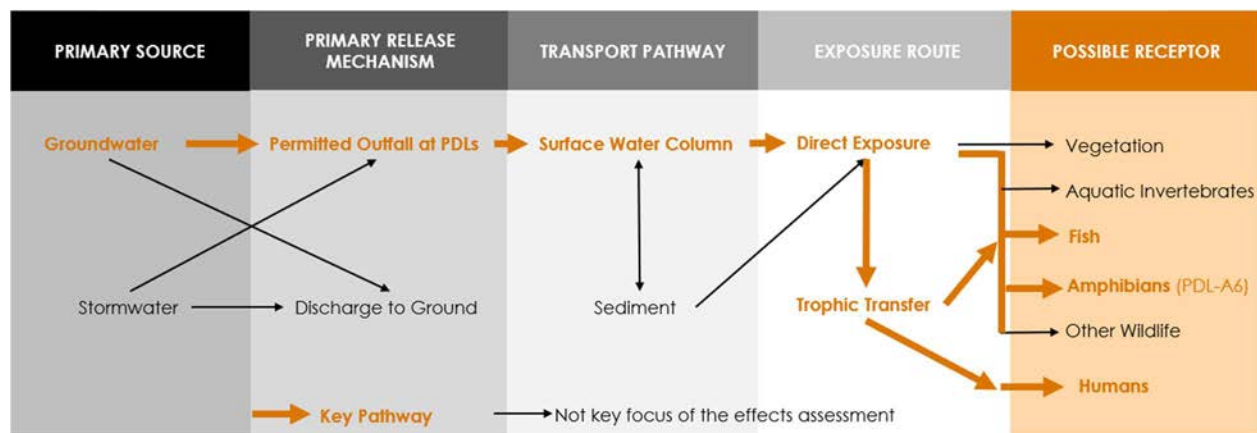 PRIMARY SOURCE
PRIMARY RELEASE
MECHANISM
TRANSPORT PATHWAY
EXPOSURE ROUTE
POSSIBLE RECEPTOR
Groundwater
Permitted Outfall at PDLs
Surface Water Column
Direct Exposure
Vegetation
Aquatic Invertebrates
Fish
Amphibians (PDL-A6)
Stormwater
Discharge to Ground
Sediment
Trophic Transfer
Other Wildlife
Humans
Key Pathway
Not key focus of the effects assessment